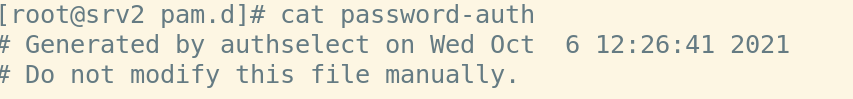 [root@srv2 pam.d]# cat password-auth
# Generated by authselect on Wed Oct  6 12:26:41 2021
# Do not modify this file manually.